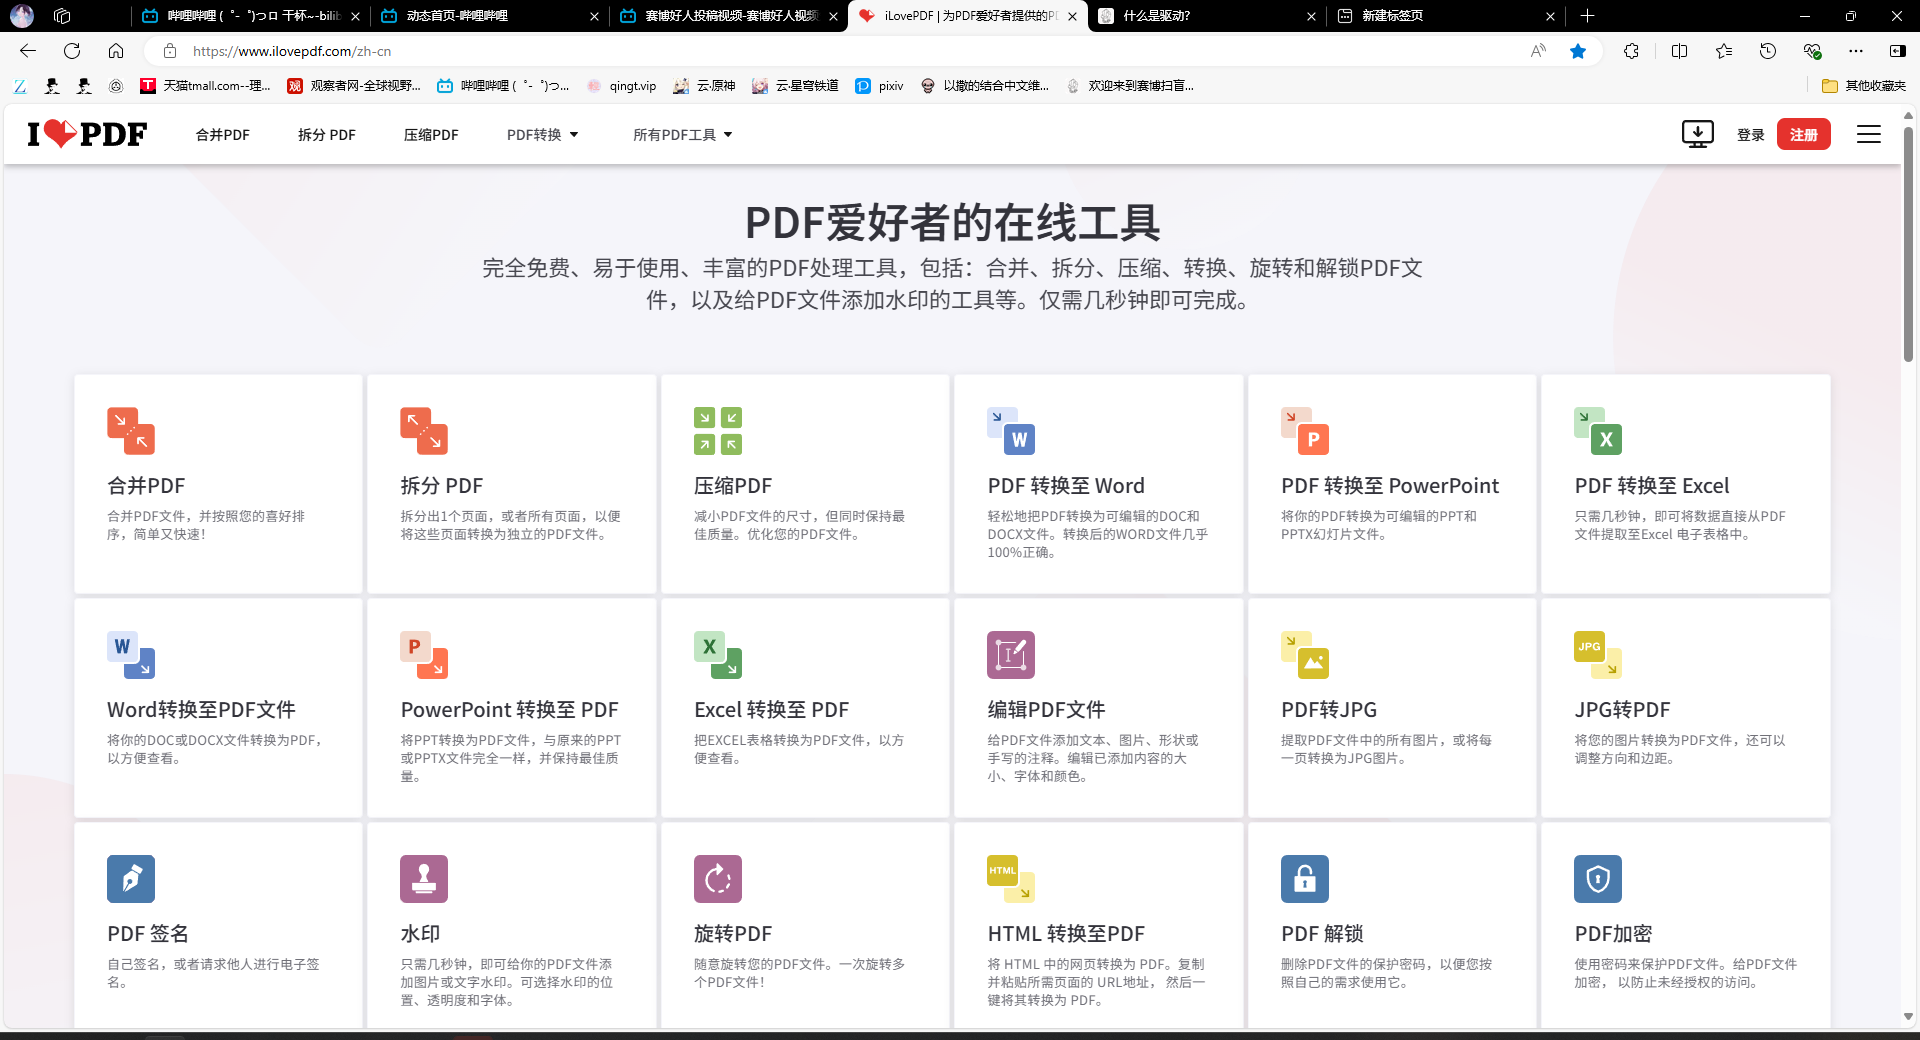 哔哩哔哩 (゜-゜)つロ 干杯~-bilib
动态首页-哔哩哔哩
赛博好人投稿视频-赛博好人视频
iLovePDF | 为PDF爱好者提供的PD
什么是驱动?
新建标签页
https://www.ilovepdf.com/zh-cn
天猫tmall.com--理...
观察者网-全球视野...
哔哩哔哩 (゜-゜)つ...
qingt.vip
云·原神
云·星穹铁道
pixiv
以撒的结合中文维...
欢迎来到赛博扫盲...
其他收藏夹
I PDF
合并PDF
拆分 PDF
压缩PDF
PDF转换
所有PDF工具
登录
注册
PDF爱好者的在线工具
完全免费、易于使用、丰富的PDF处理工具，包括：合并、拆分、压缩、转换、旋转和解锁PDF文
件，以及给PDF文件添加水印的工具等。仅需几秒钟即可完成。
合并PDF
合并PDF文件，并按照您的喜好排
序，简单又快速！
拆分 PDF
拆分出1个页面，或者所有页面，以便
将这些页面转换为独立的PDF文件。
压缩PDF
减小PDF文件的尺寸，但同时保持最
佳质量。优化您的PDF文件。
W
PDF 转换至 Word
轻松地把PDF转换为可编辑的DOC和
DOCX文件。转换后的WORD文件几乎
100%正确。
P
PDF 转换至 PowerPoint
将你的PDF转换为可编辑的PPT和
PPTX幻灯片文件。
X
PDF 转换至 Excel
只需几秒钟，即可将数据直接从PDF
文件提取至Excel 电子表格中。
W
Word转换至PDF文件
将你的DOC或DOCX文件转换为PDF，
以方便查看。
P
PowerPoint 转换至 PDF
将PPT转换为PDF文件，与原来的PPT
或PPTX文件完全一样，并保持最佳质
量。
X
Excel 转换至 PDF
把EXCEL表格转换为PDF文件，以方
便查看。
编辑PDF文件
给PDF文件添加文本、图片、形状或
手写的注释。编辑已添加内容的大
小、字体和颜色。
PDF转JPG
提取PDF文件中的所有图片，或将每
一页转换为JPG图片。
JPG
JPG转PDF
将您的图片转换为PDF文件，还可以
调整方向和边距。
PDF 签名
自己签名，或者请求他人进行电子签
名。
水印
只需几秒钟，即可给你的PDF文件添
加图片或文字水印。可选择水印的位
置、透明度和字体。
旋转PDF
随意旋转您的PDF文件。一次旋转多
个PDF文件！
HTML
HTML 转换至PDF
将 HTML 中的网页转换为 PDF。复制
并粘贴所需页面的 URL地址， 然后一
键将其转换为 PDF。
PDF 解锁
删除PDF文件的保护密码，以便您按
照自己的需求使用它。
PDF加密
使用密码来保护PDF文件。给PDF文件
加密， 以防止未经授权的访问。